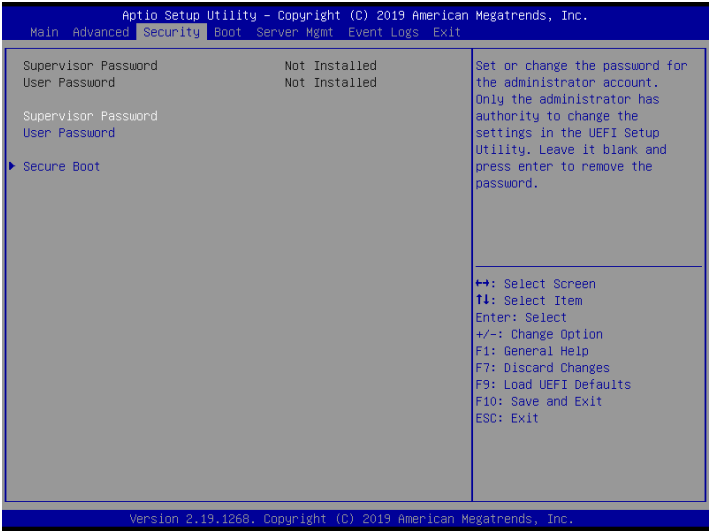 Aptio Setup Utility – Copyright (C) 2019 American Megatrends, Inc.
Main Advanced Security Boot Server Mgmt Event Logs Exit
Supervisor Password Not Installed
User Password Not Installed
Supervisor Password
User Password
▶ Secure Boot
Set or change the password for
the administrator account.
Only the administrator has
authority to change the
settings in the UEFI Setup
Utility. Leave it blank and
press enter to remove the
password.
↔: Select Screen
↑↓: Select Item
Enter: Select
+/-: Change Option
F1: General Help
F7: Discard Changes
F9: Load UEFI Defaults
F10: Save and Exit
ESC: Exit
Version 2.19.1268. Copyright (C) 2019 American Megatrends, Inc.